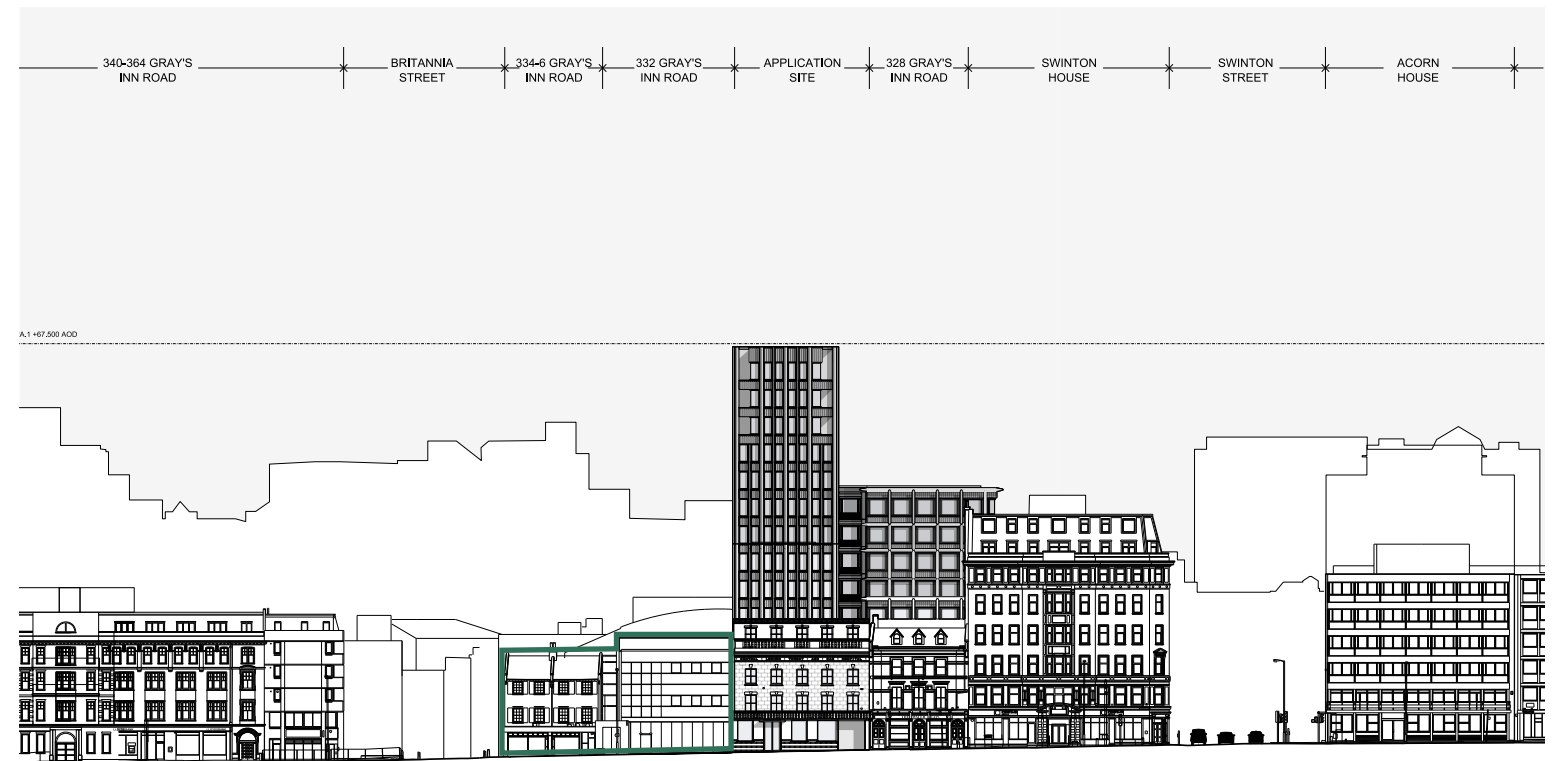 340-364 GRAY'S
INN ROAD
BRITANNIA
STREET
334-6 GRAY'S
INN ROAD
332 GRAY'S
INN ROAD
APPLICATION
SITE
328 GRAY'S
INN ROAD
SWINTON
HOUSE
SWINTON
STREET
ACORN
HOUSE
A.1 +67.500 AOD